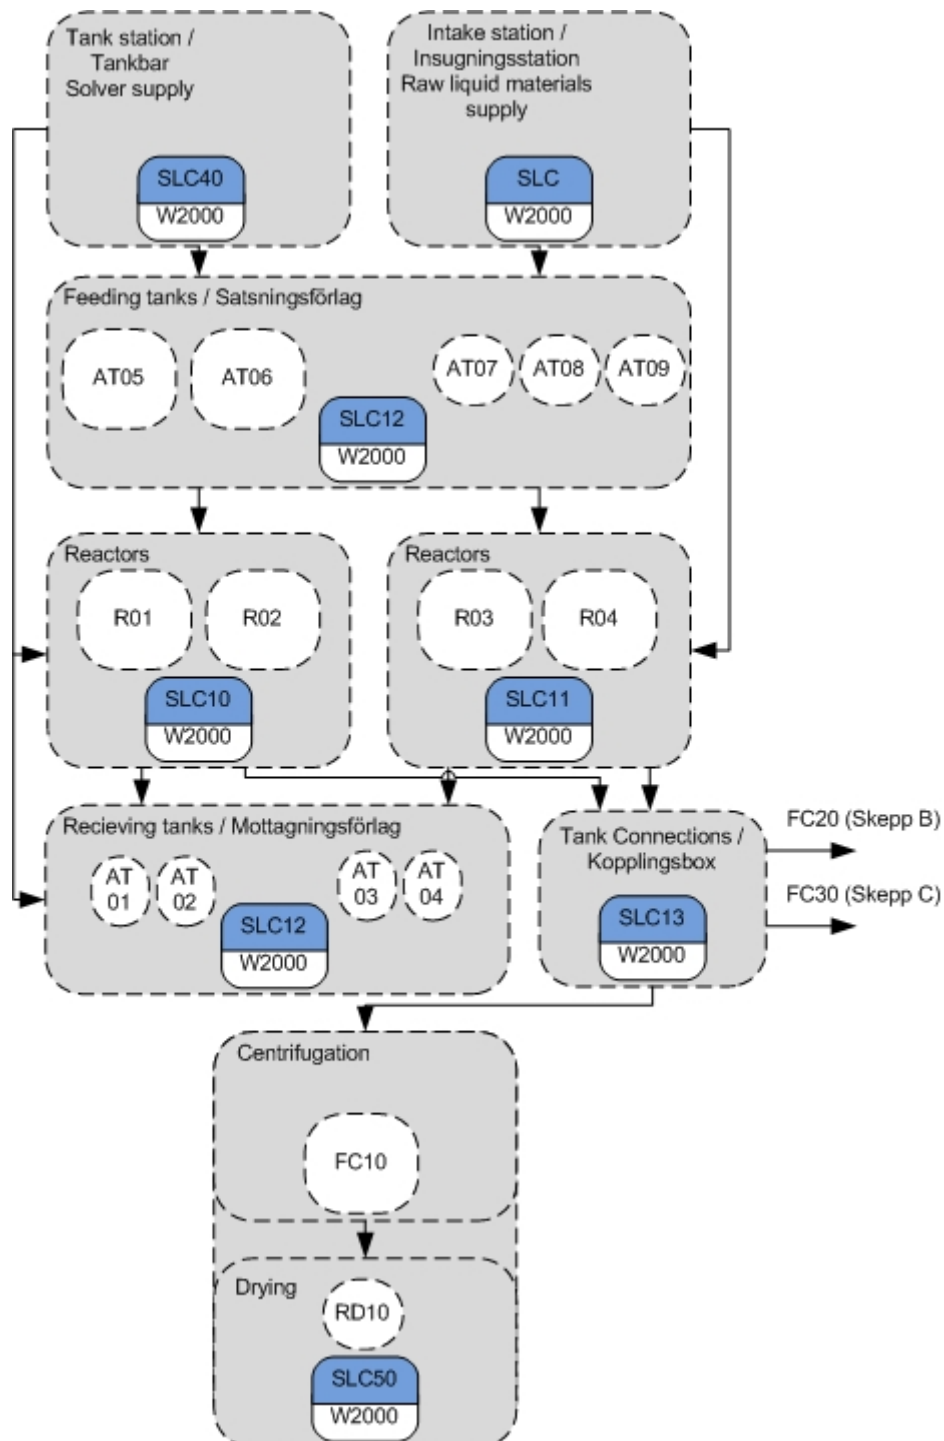 Tank station /
Tankbar
Solver supply
SLC40
W2000
Intake station /
Insugningsstation
Raw liquid materials
supply
SLC
W2000
Feeding tanks / Satsningsförlag
AT05
AT06
AT07
AT08
AT09
SLC12
W2000
Reactors
R01
R02
SLC10
W2000
Reactors
R03
R04
SLC11
W2000
Recieving tanks / Mottagningsförlag
AT
01
AT
02
AT
03
AT
04
SLC12
W2000
Tank Connections /
Kopplingsbox
SLC13
W2000
FC20 (Skepp B)
FC30 (Skepp C)
Centrifugation
FC10
Drying
RD10
SLC50
W2000